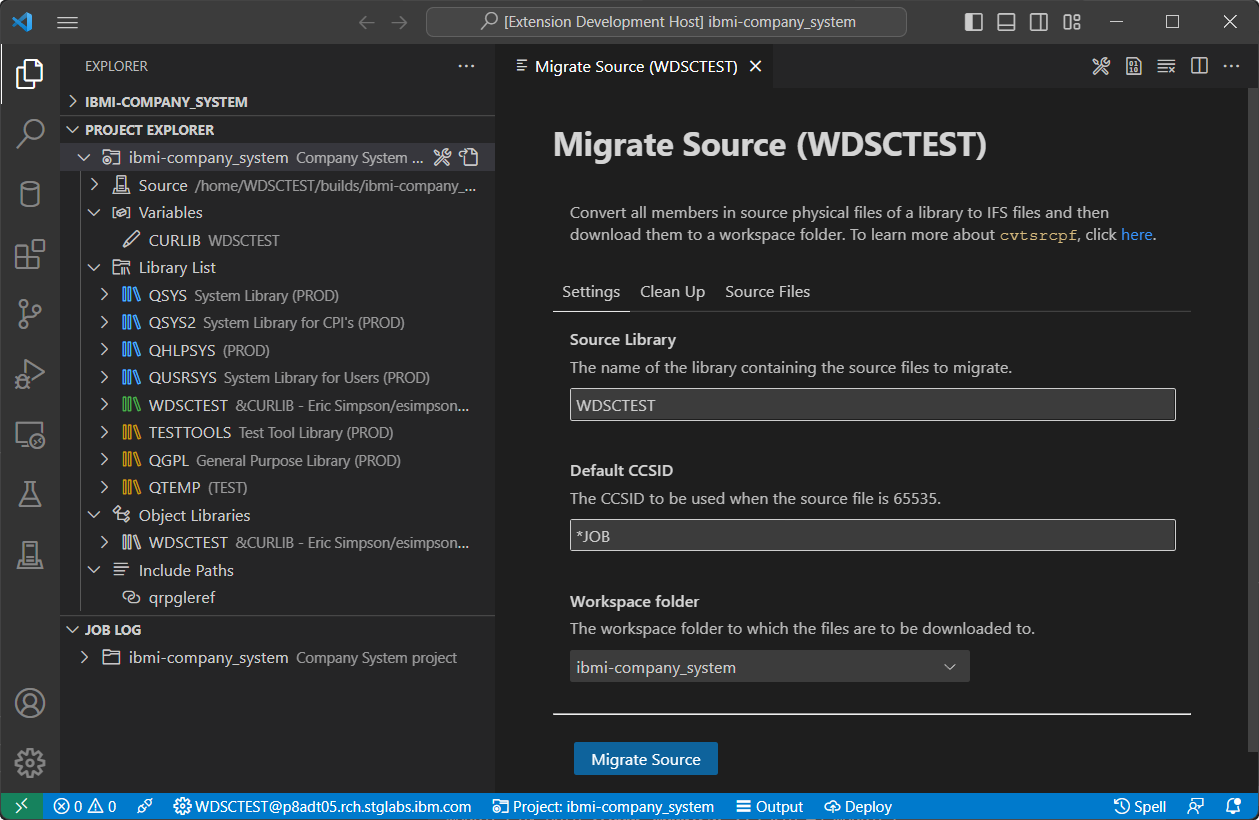 [Extension Development Host] ibmi-company_system
EXPLORER
IBMI-COMPANY_SYSTEM
PROJECT EXPLORER
ibmi-company_system Company System ...
Source /home/WDSCTEST/builds/ibmi-company_...
Variables
CURLIB WDSCTEST
Library List
QSYS System Library (PROD)
QSYS2 System Library for CPI's (PROD)
QHLPSYS (PROD)
QUSRSYS System Library for Users (PROD)
WDSCTEST &CURLIB - Eric Simpson/esimpson...
TESTTOOLS Test Tool Library (PROD)
QGPL General Purpose Library (PROD)
QTEMP (TEST)
Object Libraries
WDSCTEST &CURLIB - Eric Simpson/esimpson...
Include Paths
qrpgleref
JOB LOG
ibmi-company_system Company System project
Migrate Source (WDSCTEST)
Migrate Source (WDSCTEST)
Convert all members in source physical files of a library to IFS files and then
download them to a workspace folder. To learn more about cvtsrcpf, click here.
Settings Clean Up Source Files
Source Library
The name of the library containing the source files to migrate.
WDSCTEST
Default CCSID
The CCSID to be used when the source file is 65535.
*JOB
Workspace folder
The workspace folder to which the files are to be downloaded to.
ibmi-company_system
Migrate Source
0 0 WDSCTEST@p8adt05.rch.stglabs.ibm.com Project: ibmi-company_system Output Deploy Spell